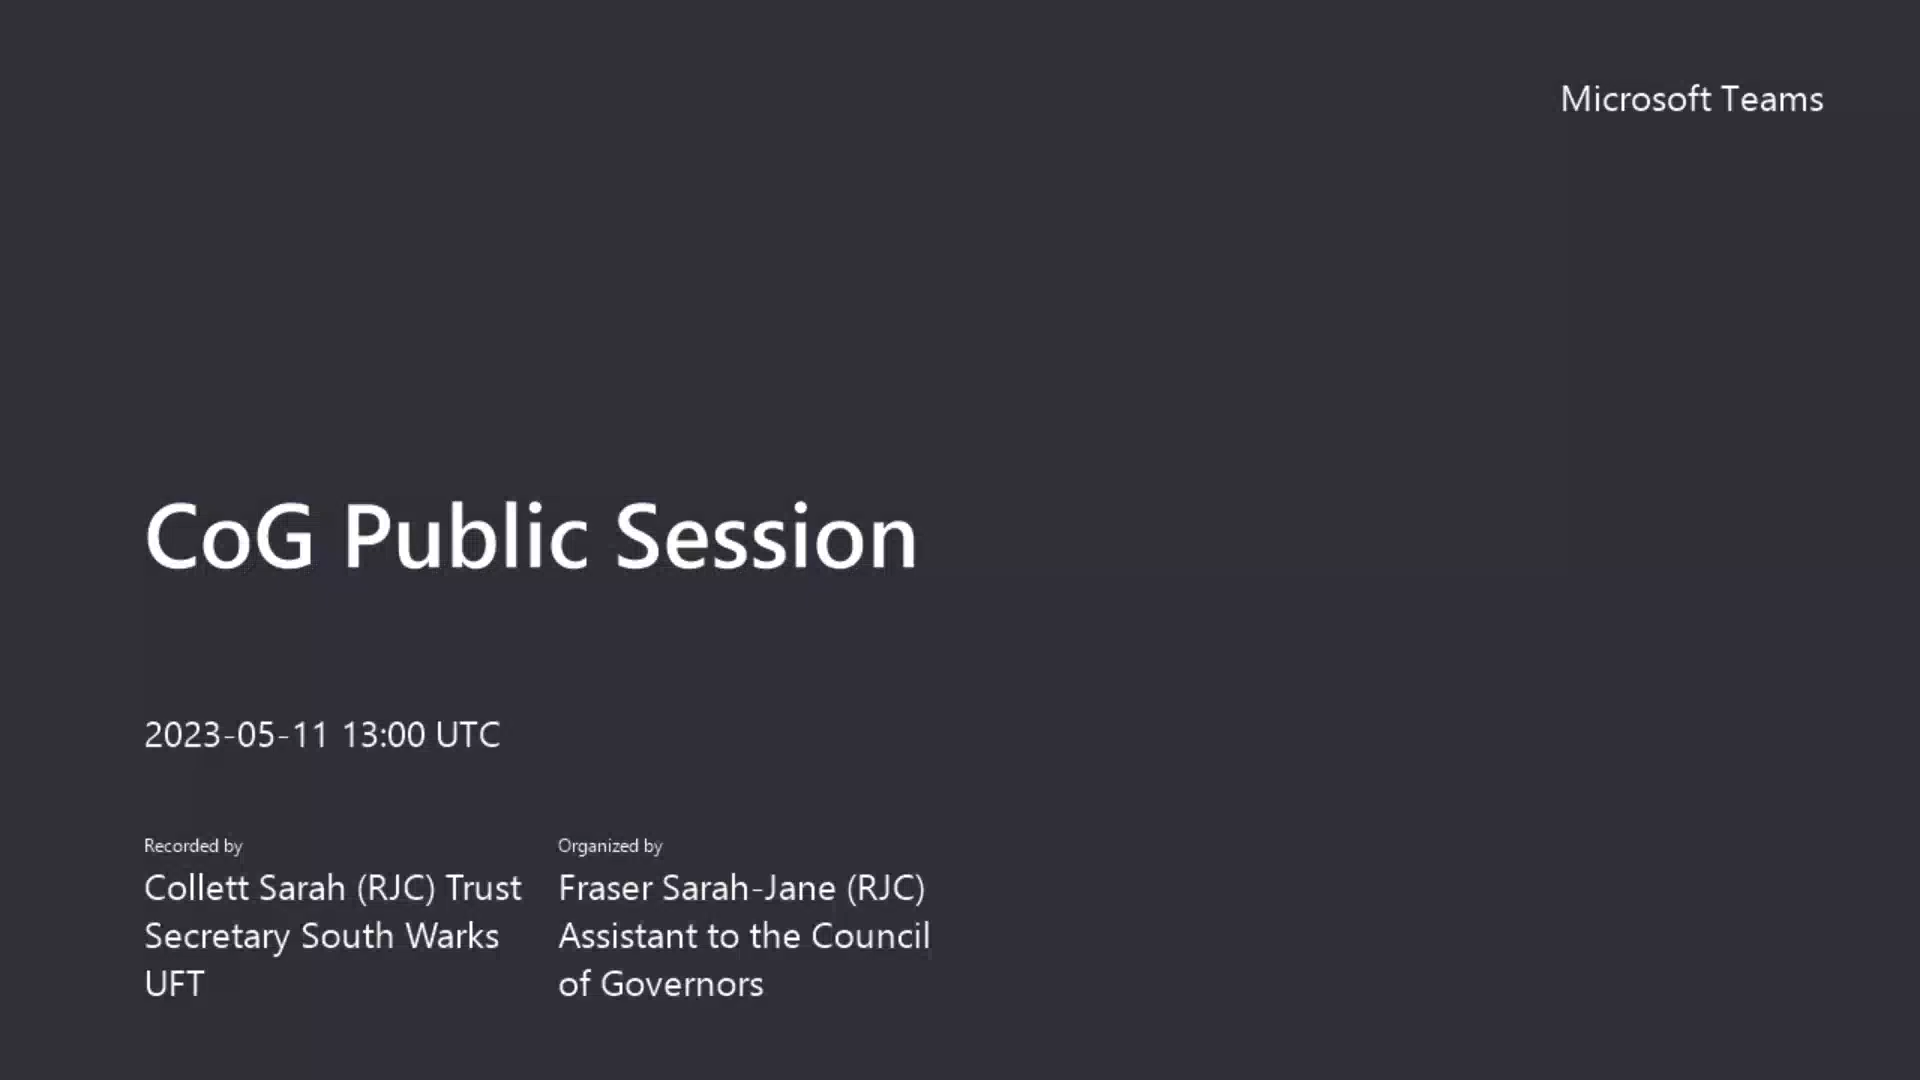 Microsoft Teams
CoG Public Session
2023-05-11 13:00 UTC
Recorded by
Collett Sarah (RJC) Trust
Secretary South Warks
UFT
Organized by
Fraser Sarah-Jane (RJC)
Assistant to the Council
of Governors